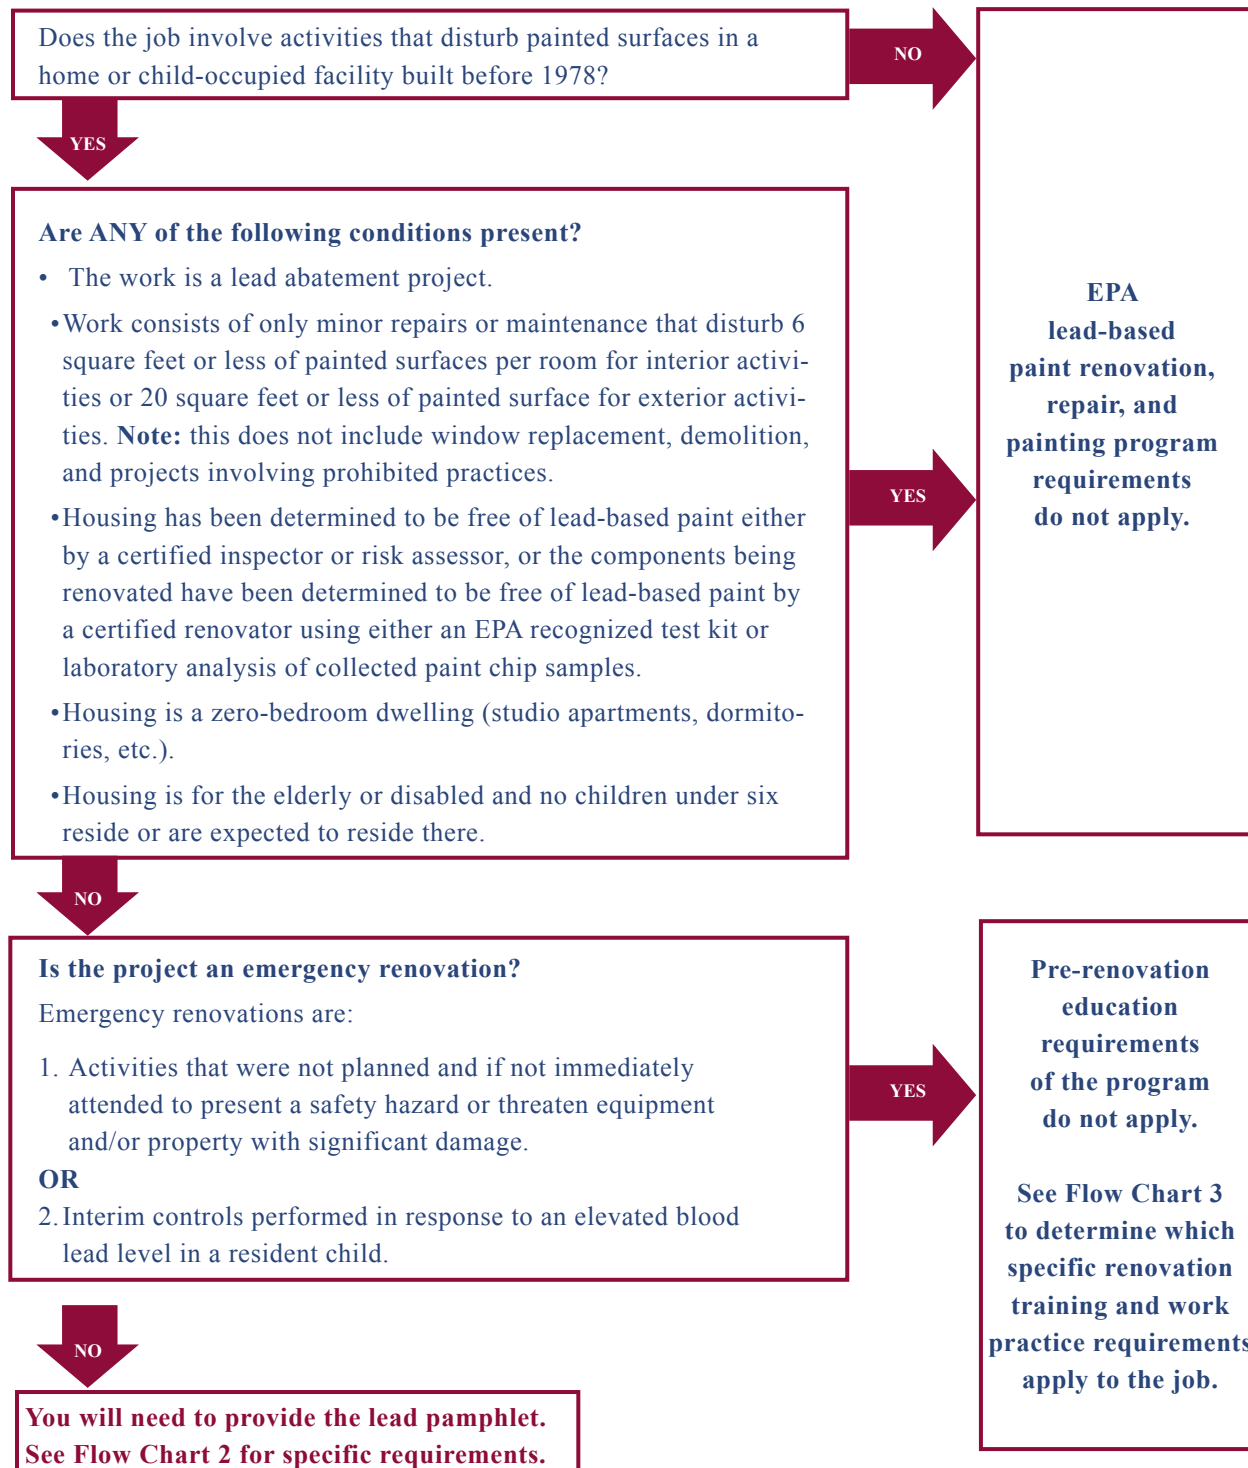 Does the job involve activities that disturb painted surfaces in a
home or child-occupied facility built before 1978?
NO
YES
Are ANY of the following conditions present?
• The work is a lead abatement project.
•Work consists of only minor repairs or maintenance that disturb 6
square feet or less of painted surfaces per room for interior activi-
ties or 20 square feet or less of painted surface for exterior activi-
ties. Note: this does not include window replacement, demolition,
and projects involving prohibited practices.
•Housing has been determined to be free of lead-based paint either
by a certified inspector or risk assessor, or the components being
renovated have been determined to be free of lead-based paint by
a certified renovator using either an EPA recognized test kit or
laboratory analysis of collected paint chip samples.
•Housing is a zero-bedroom dwelling (studio apartments, dormito-
ries, etc.).
•Housing is for the elderly or disabled and no children under six
reside or are expected to reside there.
YES
EPA
lead-based
paint renovation,
repair, and
painting program
requirements
do not apply.
NO
Is the project an emergency renovation?
Emergency renovations are:
1. Activities that were not planned and if not immediately
attended to present a safety hazard or threaten equipment
and/or property with significant damage.
OR
2. Interim controls performed in response to an elevated blood
lead level in a resident child.
YES
Pre-renovation
education
requirements
of the program
do not apply.
See Flow Chart 3
to determine which
specific renovation
training and work
practice requirements
apply to the job.
NO
You will need to provide the lead pamphlet.
See Flow Chart 2 for specific requirements.